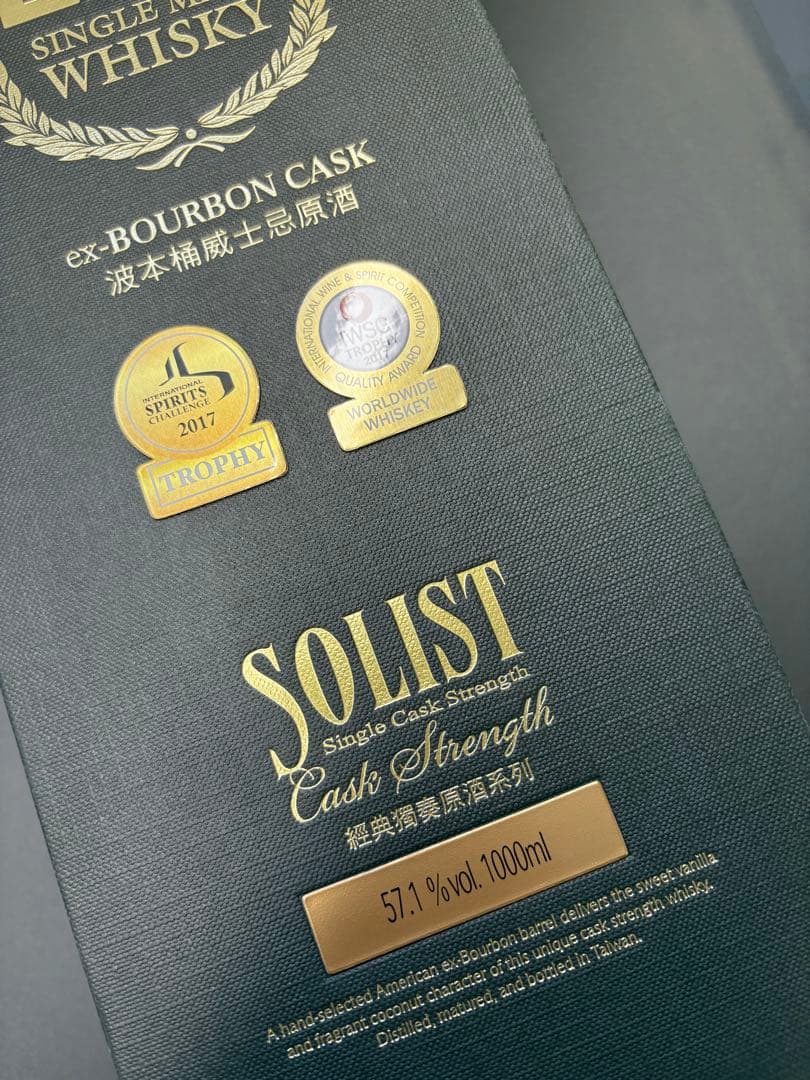 SINGLE M
WHISKY
ex-BOURBON CASK
波本桶威士忌原酒
INTERNATIONAL
SPIRITS
CHALLENGE
2017
TROPHY
INTERNATIONAL WINE & SPIRIT COMPETITION
IWSC
TROPHY
2017
QUALITY AWARD
WORLDWIDE
WHISKEY
SOLIST
Single Cask Strength
Cask Strength
經典獨奏原酒系列
57.1 %vol. 1000ml
A hand-selected American ex-Bourbon barrel delivers the sweet vanilla
and fragrant coconut character of this unique cask strength whisky.
Distilled, matured, and bottled in Taiwan.